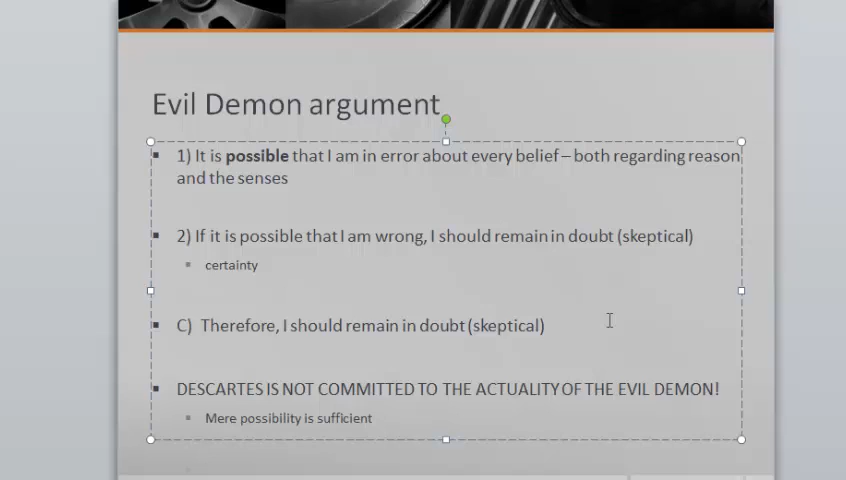 Evil Demon argument
1) It is possible that I am in error about every belief – both regarding reason
and the senses
2) If it is possible that I am wrong, I should remain in doubt (skeptical)
certainty
C) Therefore, I should remain in doubt (skeptical)
DESCARTES IS NOT COMMITTED TO THE ACTUALITY OF THE EVIL DEMON!
Mere possibility is sufficient